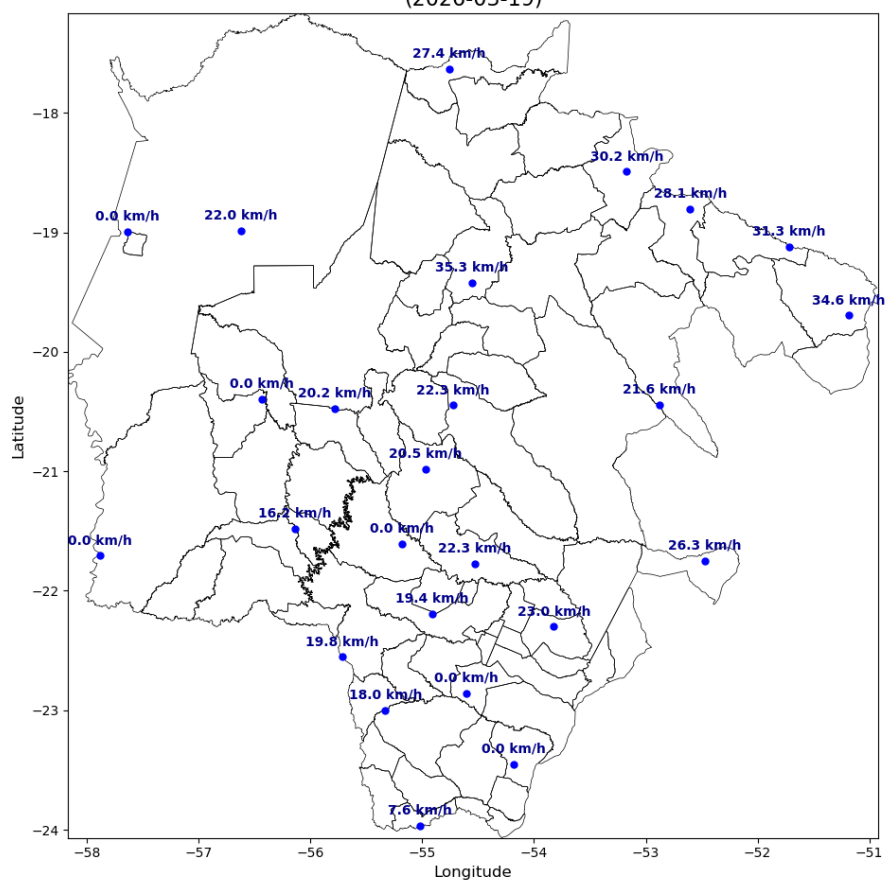 (2026-03-19)
27.4 km/h
−18
30.2 km/h
28.1 km/h
0.0 km/h 22.0 km/h
−19
31.3 km/h
35.3 km/h
34.6 km/h
−20
0.0 km/h 20.2 km/h 22.3 km/h 21.6 km/h
Latitude
20.5 km/h
−21
16.2 km/h
0.0 km/h 0.0 km/h
22.3 km/h 26.3 km/h
−22
19.4 km/h
23.0 km/h
19.8 km/h
0.0 km/h
18.0 km/h
−23
0.0 km/h
7.6 km/h
−24
−58 −57 −56 −55 −54 −53 −52 −51
Longitude